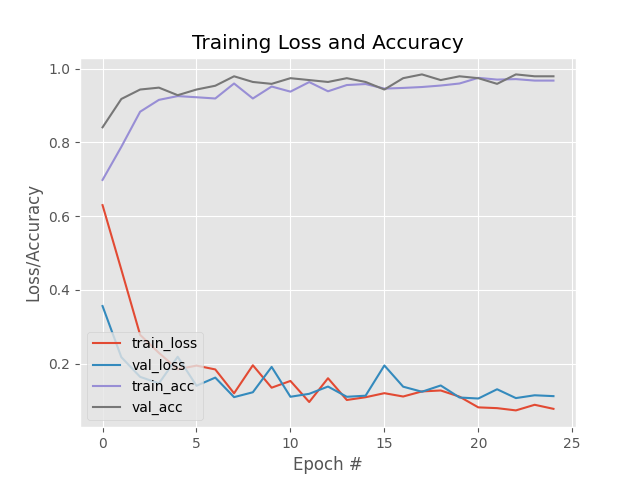 Training Loss and Accuracy
Loss/Accuracy
1.0
0.8
0.6
0.4
0.2
train_loss
val_loss
train_acc
val_acc
0 5 10 15 20 25
Epoch #